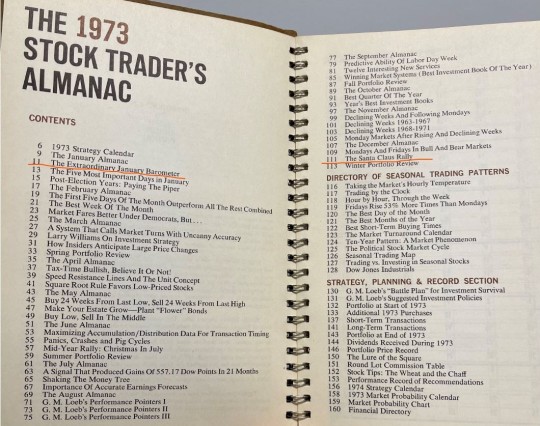 THE 1973
STOCK TRADER'S
ALMANAC
CONTENTS
6 1973 Strategy Calendar
9 The January Almanac
11 The Extraordinary January Barometer
13 The Five Most Important Days in January
15 Post-Election Years: Paying The Piper
17 The February Almanac
19 The First Five Days Of The Month Outperform All The Rest Combined
21 The Best Week Of The Month
23 Market Fares Better Under Democrats, But . . .
25 The March Almanac
27 A System That Calls Market Turns With Uncanny Accuracy
29 Larry Williams On Investment Strategy
31 How Insiders Anticipate Large Price Changes
33 Spring Portfolio Review
35 The April Almanac
37 Tax-Time Bullish, Believe It Or Not!
39 Speed Resistance Lines And The Unit Concept
41 Square Root Rule Favors Low-Priced Stocks
43 The May Almanac
45 Buy 24 Weeks From Last Low, Sell 24 Weeks From Last High
47 Make Your Estate Grow—Plant "Flower" Bonds
49 Buy Low, Sell In The Middle
51 The June Almanac
53 Maximizing Accumulation/Distribution Data For Transaction Timing
55 Panics, Crashes and Pig Cycles
57 Mid-Year Rally: Christmas In July
59 Summer Portfolio Review
61 The July Almanac
63 A Signal That Produced Gains Of 557.17 Dow Points In 21 Months
65 Shaking The Money Tree
67 Importance Of Accurate Earnings Forecasts
69 The August Almanac
71 G. M. Loeb's Performance Pointers I
73 G. M. Loeb's Performance Pointers II
75 G. M. Loeb's Performance Pointers III
77 The September Almanac
79 Predictive Ability Of Labor Day Week
81 Twelve Interesting New Services
85 Winning Market Systems (Best Investment Book Of The Year)
87 Fall Portfolio Review
89 The October Almanac
91 Best Quarter Of The Year
93 Year's Best Investment Books
97 The November Almanac
99 Declining Weeks And Following Mondays
101 Declining Weeks 1963-1967
103 Declining Weeks 1968-1971
105 Monday Markets After Rising And Declining Weeks
107 The December Almanac
109 Mondays And Fridays In Bull And Bear Markets
111 The Santa Claus Rally
113 Winter Portfolio Review
DIRECTORY OF SEASONAL TRADING PATTERNS
116 Taking the Market's Hourly Temperature
117 Trading by the Clock
118 Hour by Hour, Through the Week
119 Fridays Rise 53% More Times Than Mondays
120 The Best Day of the Month
121 The Best Months of the Year
122 Best Short-Term Buying Times
123 The Market Turnaround Calendar
124 Ten-Year Pattern: A Market Phenomenon
125 The Political Stock Market Cycle
126 Seasonal Trading Map
127 Trading vs. Investing in Seasonal Stocks
128 Dow Jones Industrials
STRATEGY, PLANNING & RECORD SECTION
130 G. M. Loeb's "Battle Plan" for Investment Survival
131 G. M. Loeb's Suggested Investment Policies
132 Portfolio at Start of 1973
133 Additional 1973 Purchases
137 Short-Term Transactions
141 Long-Term Transactions
143 Portfolio at End of 1973
144 Dividends Received During 1973
146 Portfolio Price Record
150 The Lure of the Square
151 Round Lot Commission Table
152 Stock Tips: The Wheat and the Chaff
153 Performance Record of Recommendations
156 1974 Strategy Calendar
158 1973 Market Probability Calendar
159 Market Probability Chart
160 Financial Directory